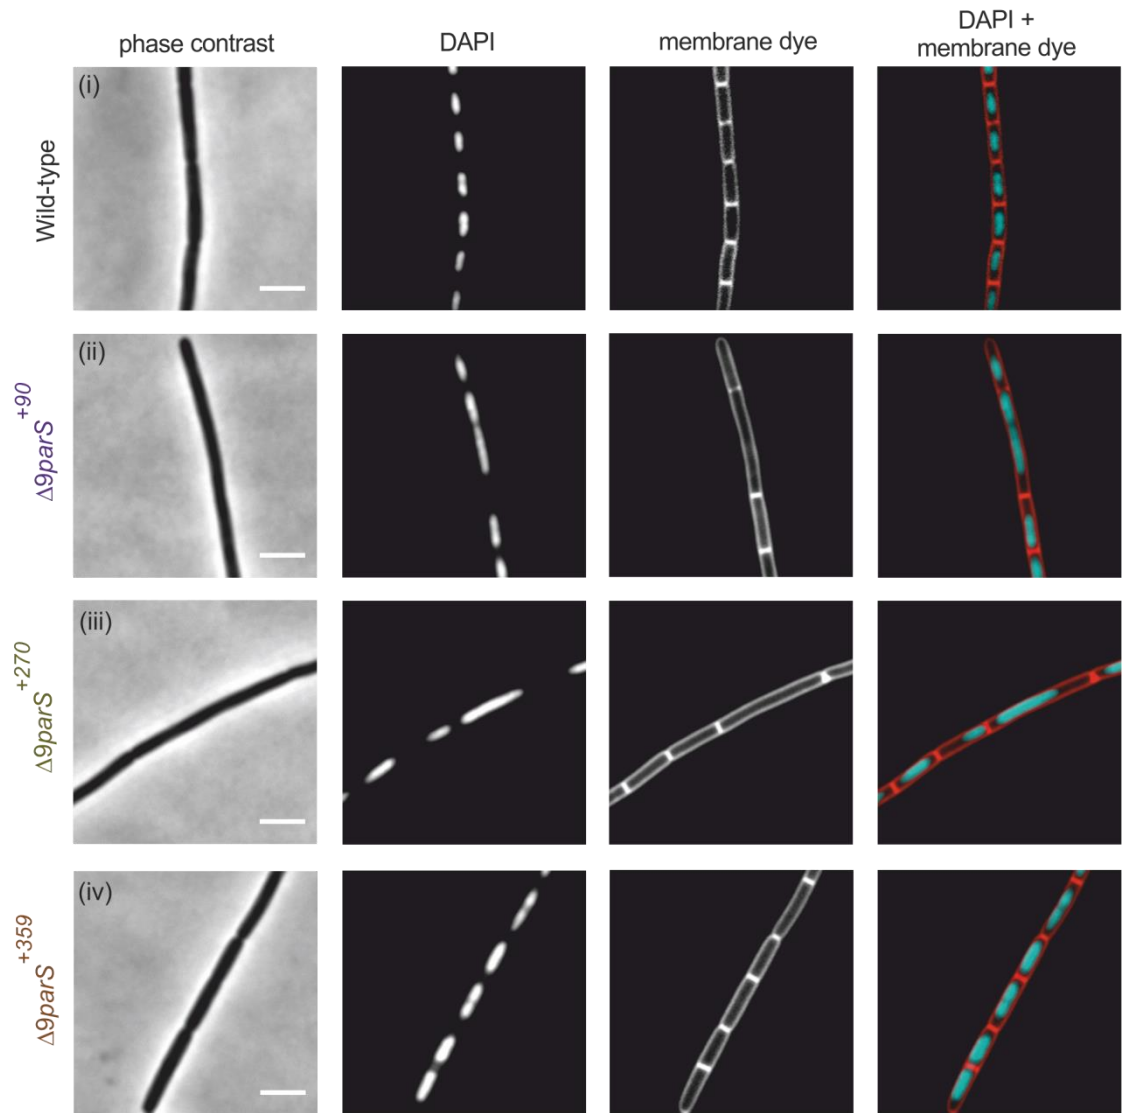 phase contrast
DAPI
membrane dye
DAPI +
membrane dye
Wild-type
(i)
Δ9parS+90
(ii)
Δ9parS+270
(iii)
Δ9parS+359
(iv)